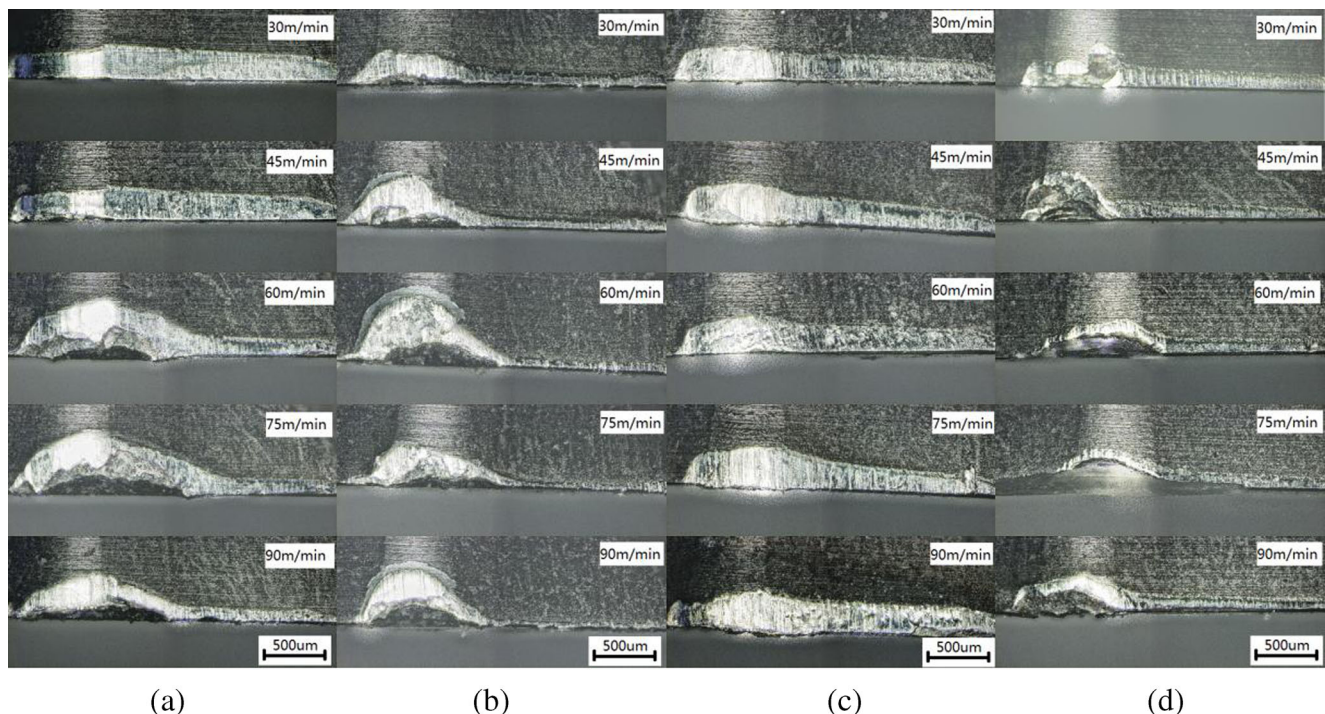 30m/min 30m/min 30m/min 30m/min
45m/min 45m/min 45m/min 45m/min
60m/min 60m/min 60m/min 60m/min
75m/min 75m/min 75m/min 75m/min
90m/min 90m/min 90m/min 90m/min
500um 500um 500um 500um
(a) (b) (c) (d)